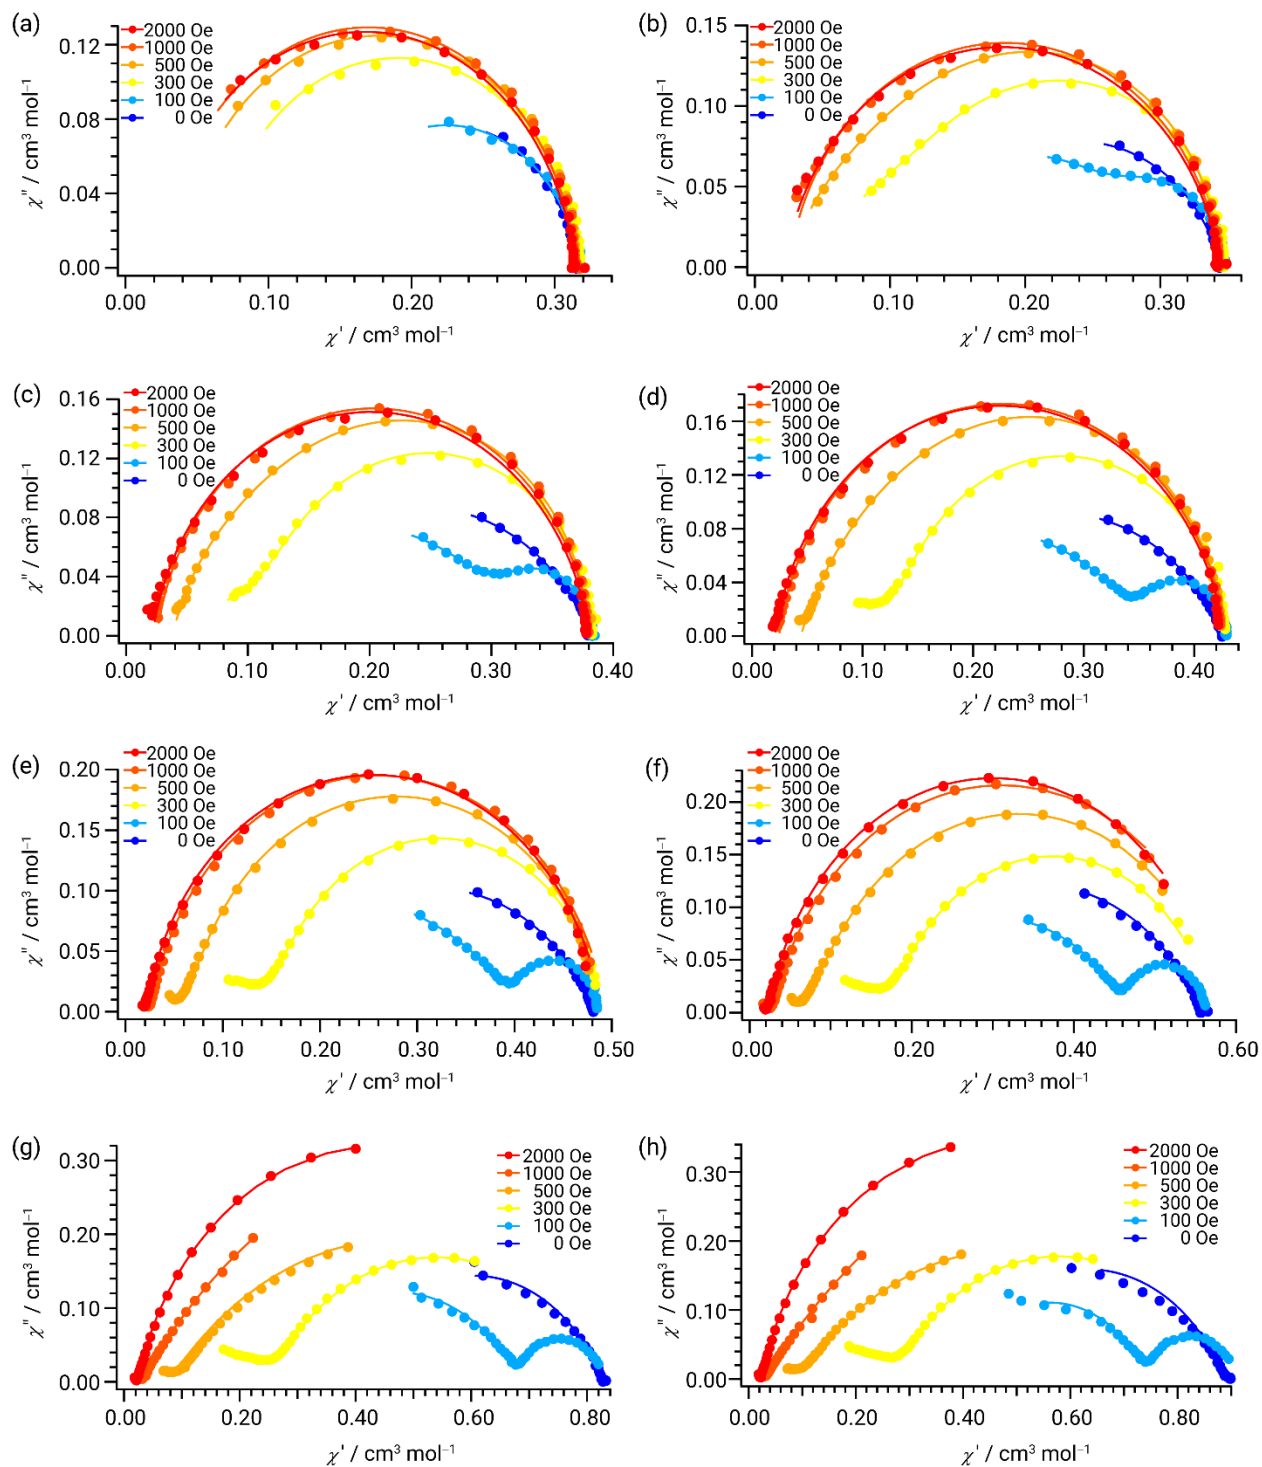 (a)
2000 Oe
1000 Oe
500 Oe
300 Oe
100 Oe
0 Oe
0.12
0.08
0.04
0.00
χ" / cm³ mol⁻¹
0.00 0.10 0.20 0.30
χ' / cm³ mol⁻¹
(b)
2000 Oe
1000 Oe
500 Oe
300 Oe
100 Oe
0 Oe
0.15
0.10
0.05
0.00
χ" / cm³ mol⁻¹
0.00 0.10 0.20 0.30
χ' / cm³ mol⁻¹
(c)
2000 Oe
1000 Oe
500 Oe
300 Oe
100 Oe
0 Oe
0.16
0.12
0.08
0.04
0.00
χ" / cm³ mol⁻¹
0.00 0.10 0.20 0.30 0.40
χ' / cm³ mol⁻¹
(d)
2000 Oe
1000 Oe
500 Oe
300 Oe
100 Oe
0 Oe
0.16
0.12
0.08
0.04
0.00
χ" / cm³ mol⁻¹
0.00 0.10 0.20 0.30 0.40
χ' / cm³ mol⁻¹
(e)
2000 Oe
1000 Oe
500 Oe
300 Oe
100 Oe
0 Oe
0.20
0.15
0.10
0.05
0.00
χ" / cm³ mol⁻¹
0.00 0.10 0.20 0.30 0.40 0.50
χ' / cm³ mol⁻¹
(f)
2000 Oe
1000 Oe
500 Oe
300 Oe
100 Oe
0 Oe
0.20
0.15
0.10
0.05
0.00
χ" / cm³ mol⁻¹
0.00 0.20 0.40 0.60
χ' / cm³ mol⁻¹
(g)
2000 Oe
1000 Oe
500 Oe
300 Oe
100 Oe
0 Oe
0.30
0.20
0.10
0.00
χ" / cm³ mol⁻¹
0.00 0.20 0.40 0.60 0.80
χ' / cm³ mol⁻¹
(h)
2000 Oe
1000 Oe
500 Oe
300 Oe
100 Oe
0 Oe
0.30
0.20
0.10
0.00
χ" / cm³ mol⁻¹
0.00 0.20 0.40 0.60 0.80
χ' / cm³ mol⁻¹